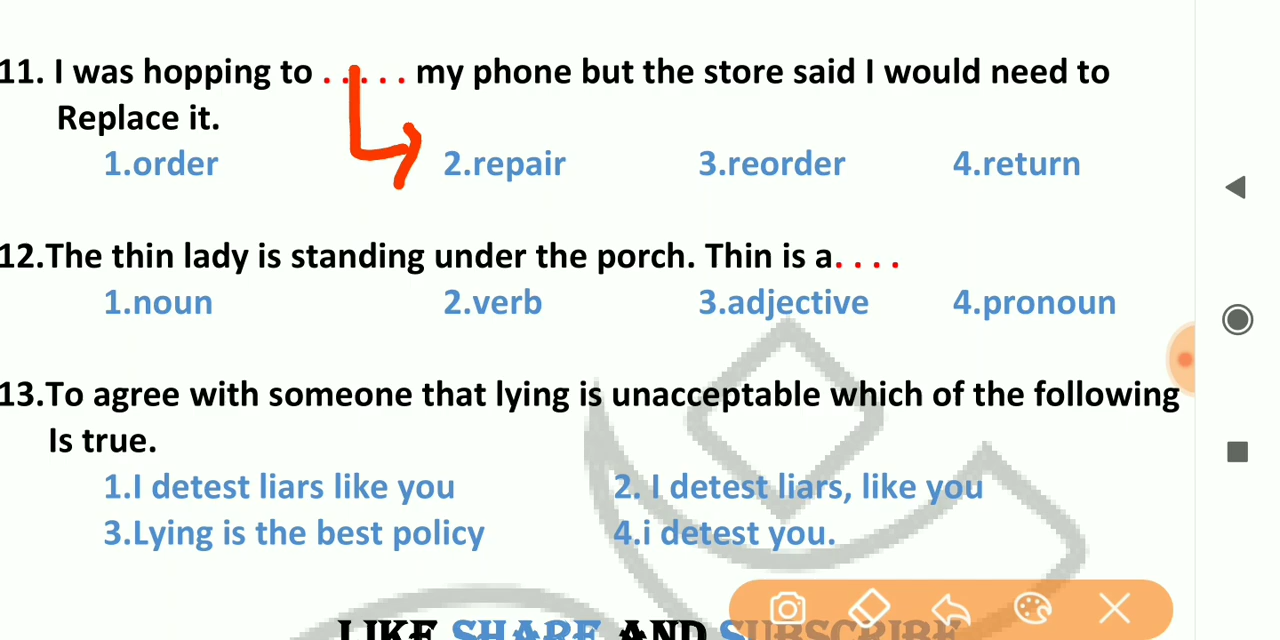 11. I was hopping to . . . . . my phone but the store said I would need to
Replace it.
1.order 2.repair 3.reorder 4.return
12.The thin lady is standing under the porch. Thin is a. . . .
1.noun 2.verb 3.adjective 4.pronoun
13.To agree with someone that lying is unacceptable which of the following
Is true.
1.I detest liars like you 2. I detest liars, like you
3.Lying is the best policy 4.i detest you.
LIKE SHARE AND SUBSCRIBE